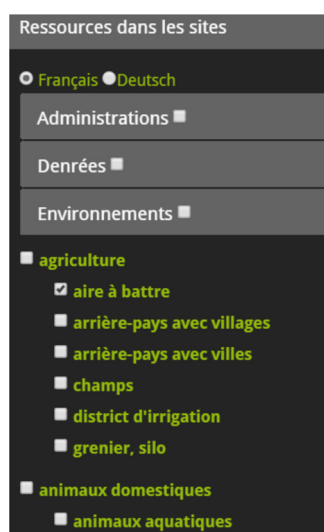 Ressources dans les sites
Français Deutsch
Administrations
Denrées
Environnements
agriculture
aire à battre
arrière-pays avec villages
arrière-pays avec villes
champs
district d'irrigation
grenier, silo
animaux domestiques
animaux aquatiques